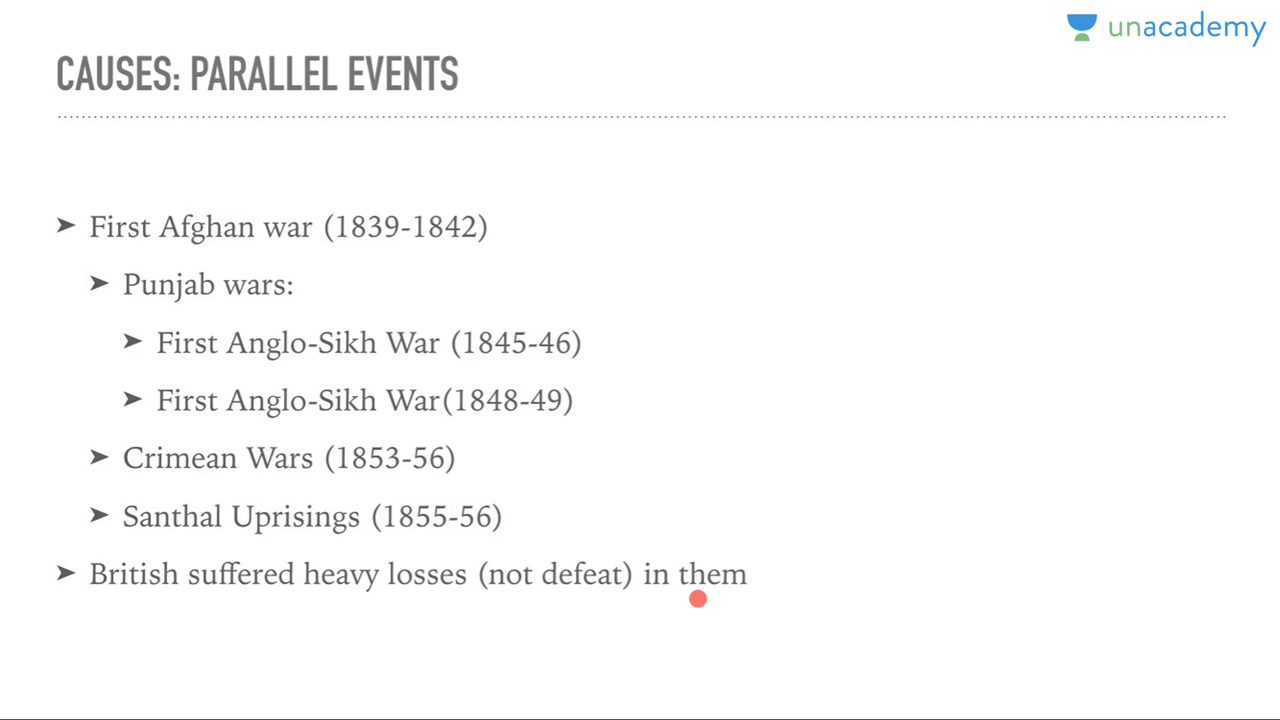 unacademy
CAUSES: PARALLEL EVENTS
➤ First Afghan war (1839-1842)
➤ Punjab wars:
➤ First Anglo-Sikh War (1845-46)
➤ First Anglo-Sikh War(1848-49)
➤ Crimean Wars (1853-56)
➤ Santhal Uprisings (1855-56)
➤ British suffered heavy losses (not defeat) in them